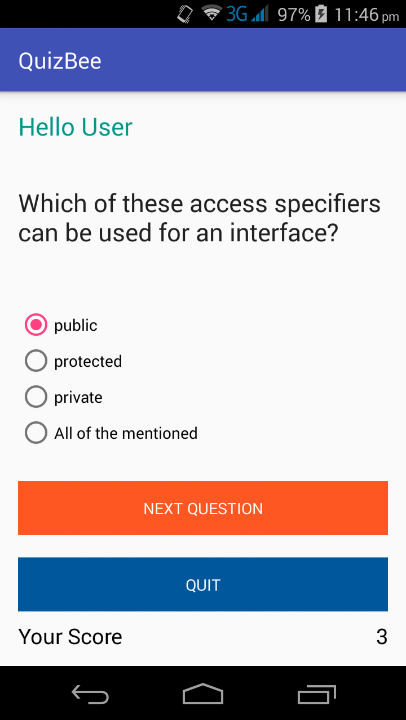 3G 97% 11:46 pm
QuizBee
Hello User
Which of these access specifiers
can be used for an interface?
public
protected
private
All of the mentioned
NEXT QUESTION
QUIT
Your Score 3